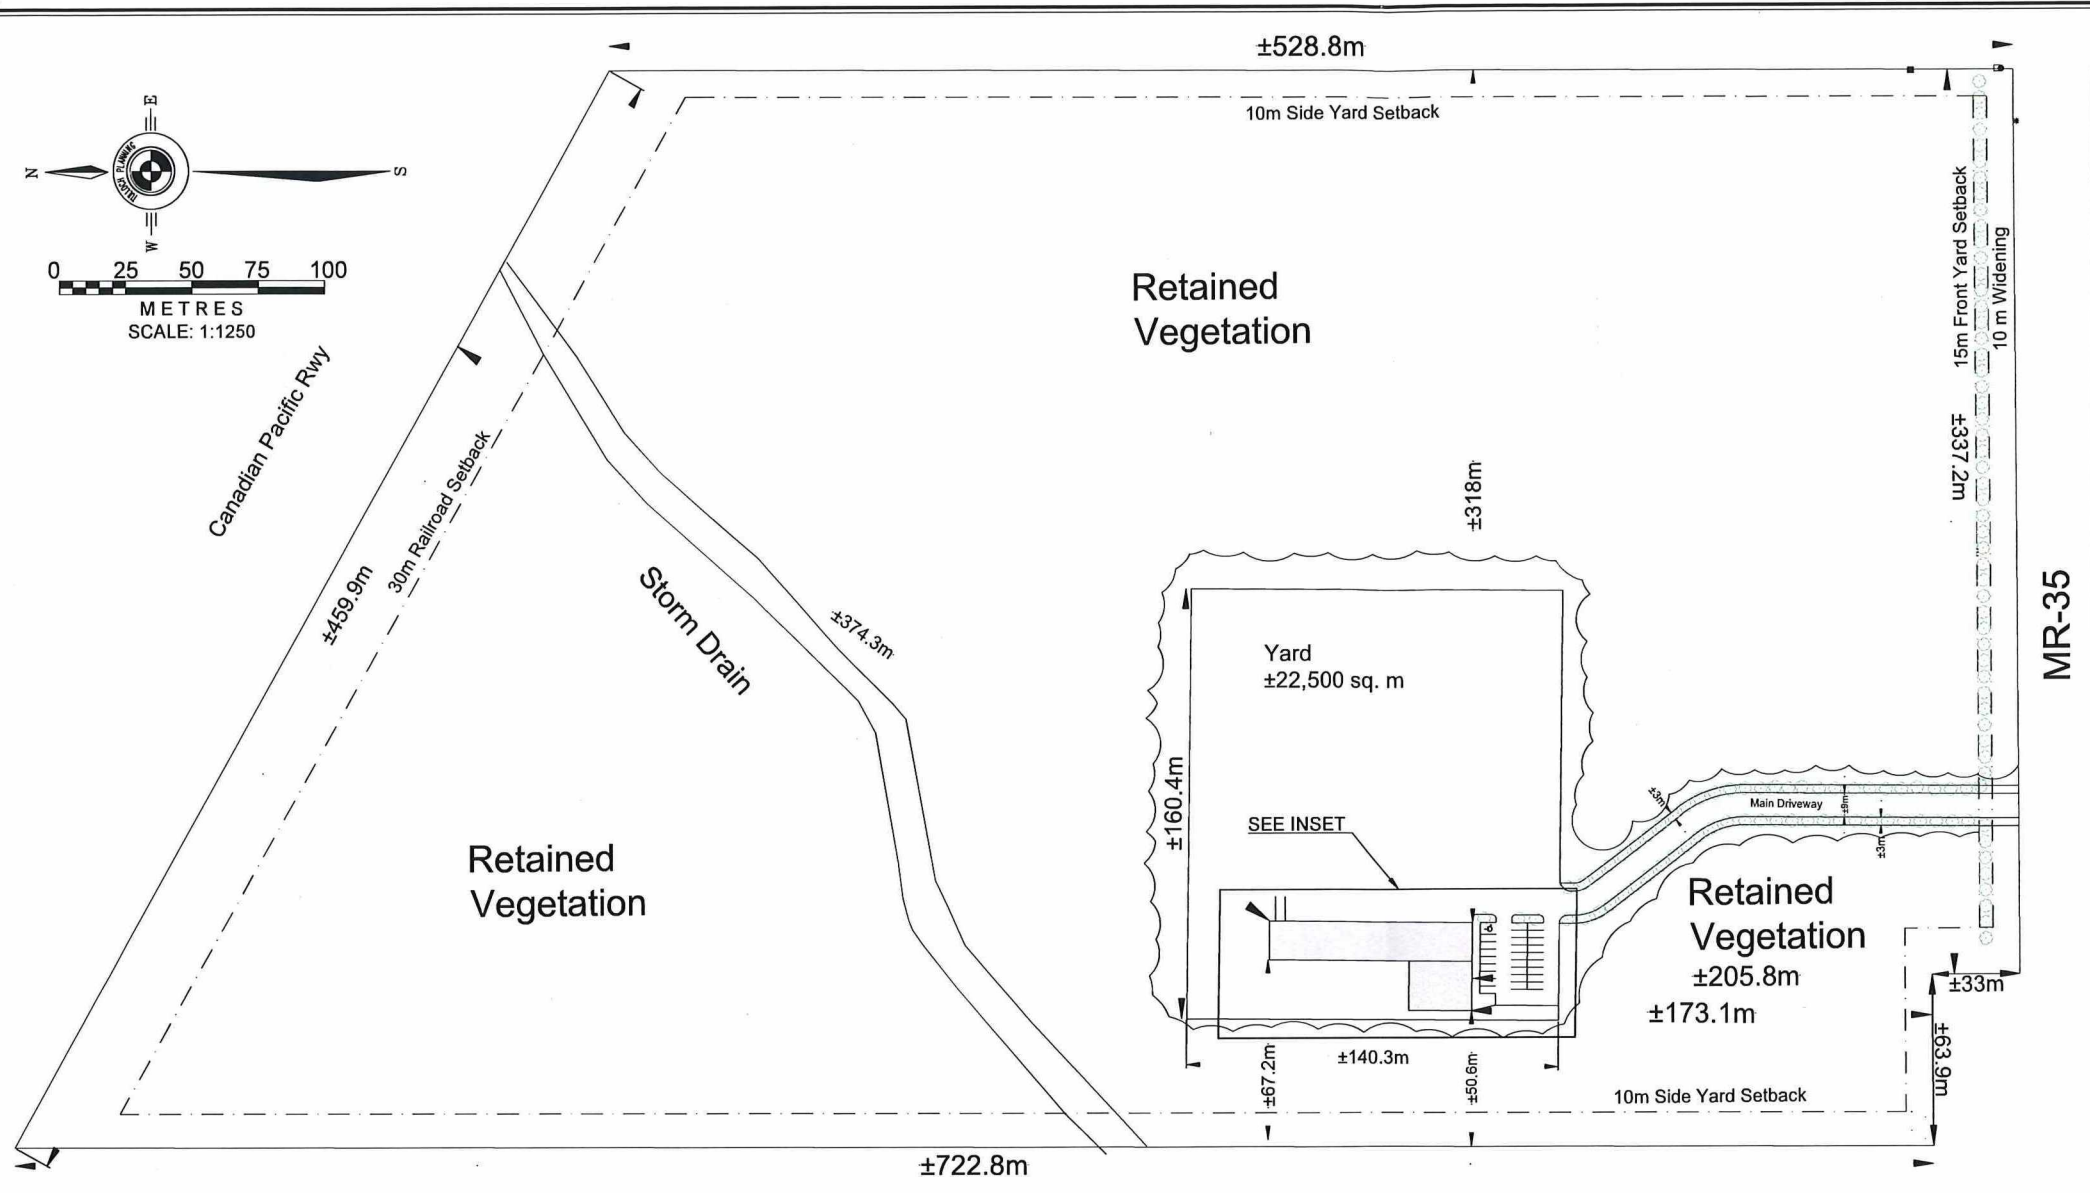 ±528.8m
10m Side Yard Setback
E
N
S
W
TULLOCH PLANNING
0 25 50 75 100
METRES
SCALE: 1:1250
Canadian Pacific Rwy
±459.9m
30m Railroad Setback
Storm Drain
±374.3m
Retained
Vegetation
15m Front Yard Setback
10 m Widening
±337.2m
MR-35
±318m
Yard
±22,500 sq. m
±160.4m
SEE INSET
±3m
Main Driveway
±9m
±3m
Retained
Vegetation
Retained
Vegetation
±205.8m
±173.1m
±33m
±63.9m
±67.2m
±140.3m
±50.6m
10m Side Yard Setback
±722.8m